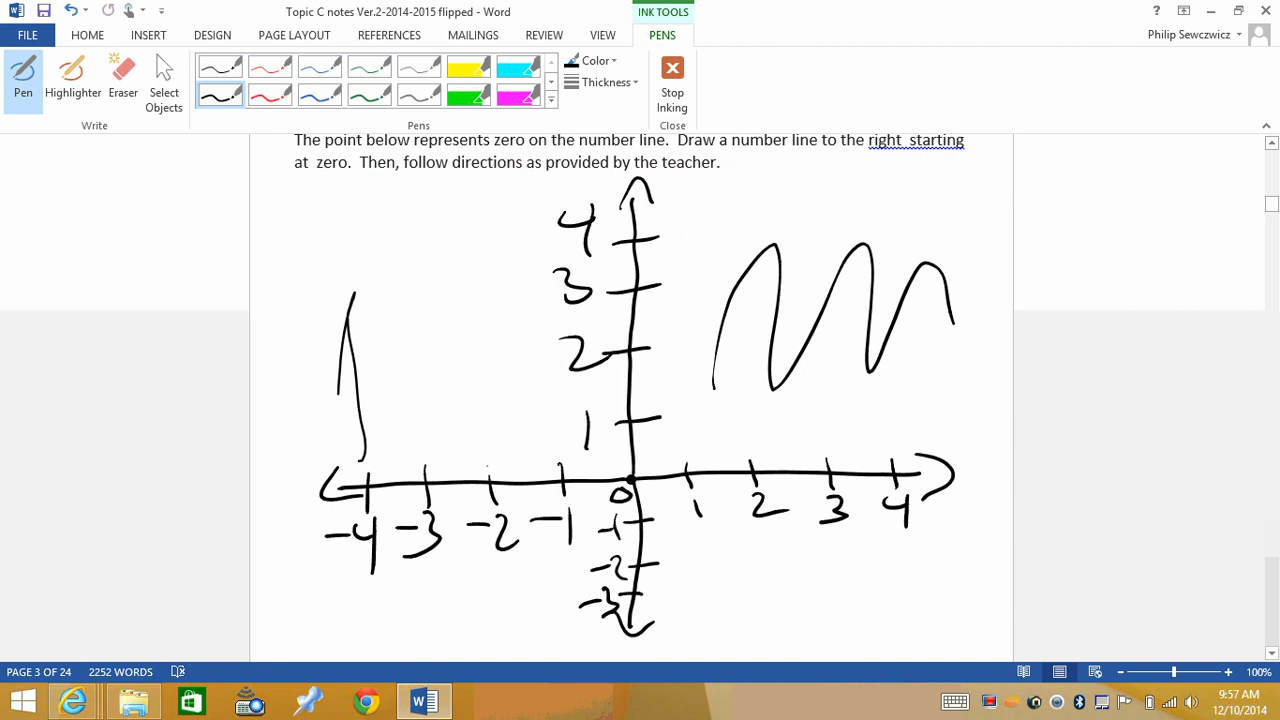 Topic C notes Ver.2-2014-2015 flipped - Word
INK TOOLS
?
FILE HOME INSERT DESIGN PAGE LAYOUT REFERENCES MAILINGS REVIEW VIEW PENS
Philip Sewczwicz
Pen Highlighter Eraser Select Objects
Color
Thickness
Stop Inking
Write Pens Close
The point below represents zero on the number line. Draw a number line to the right starting
at zero. Then, follow directions as provided by the teacher.
4
3
2
1
-4 -3 -2 -1 0 1 2 3 4
-1
-2
-3
PAGE 3 OF 24 2252 WORDS 100%
9:57 AM
12/10/2014